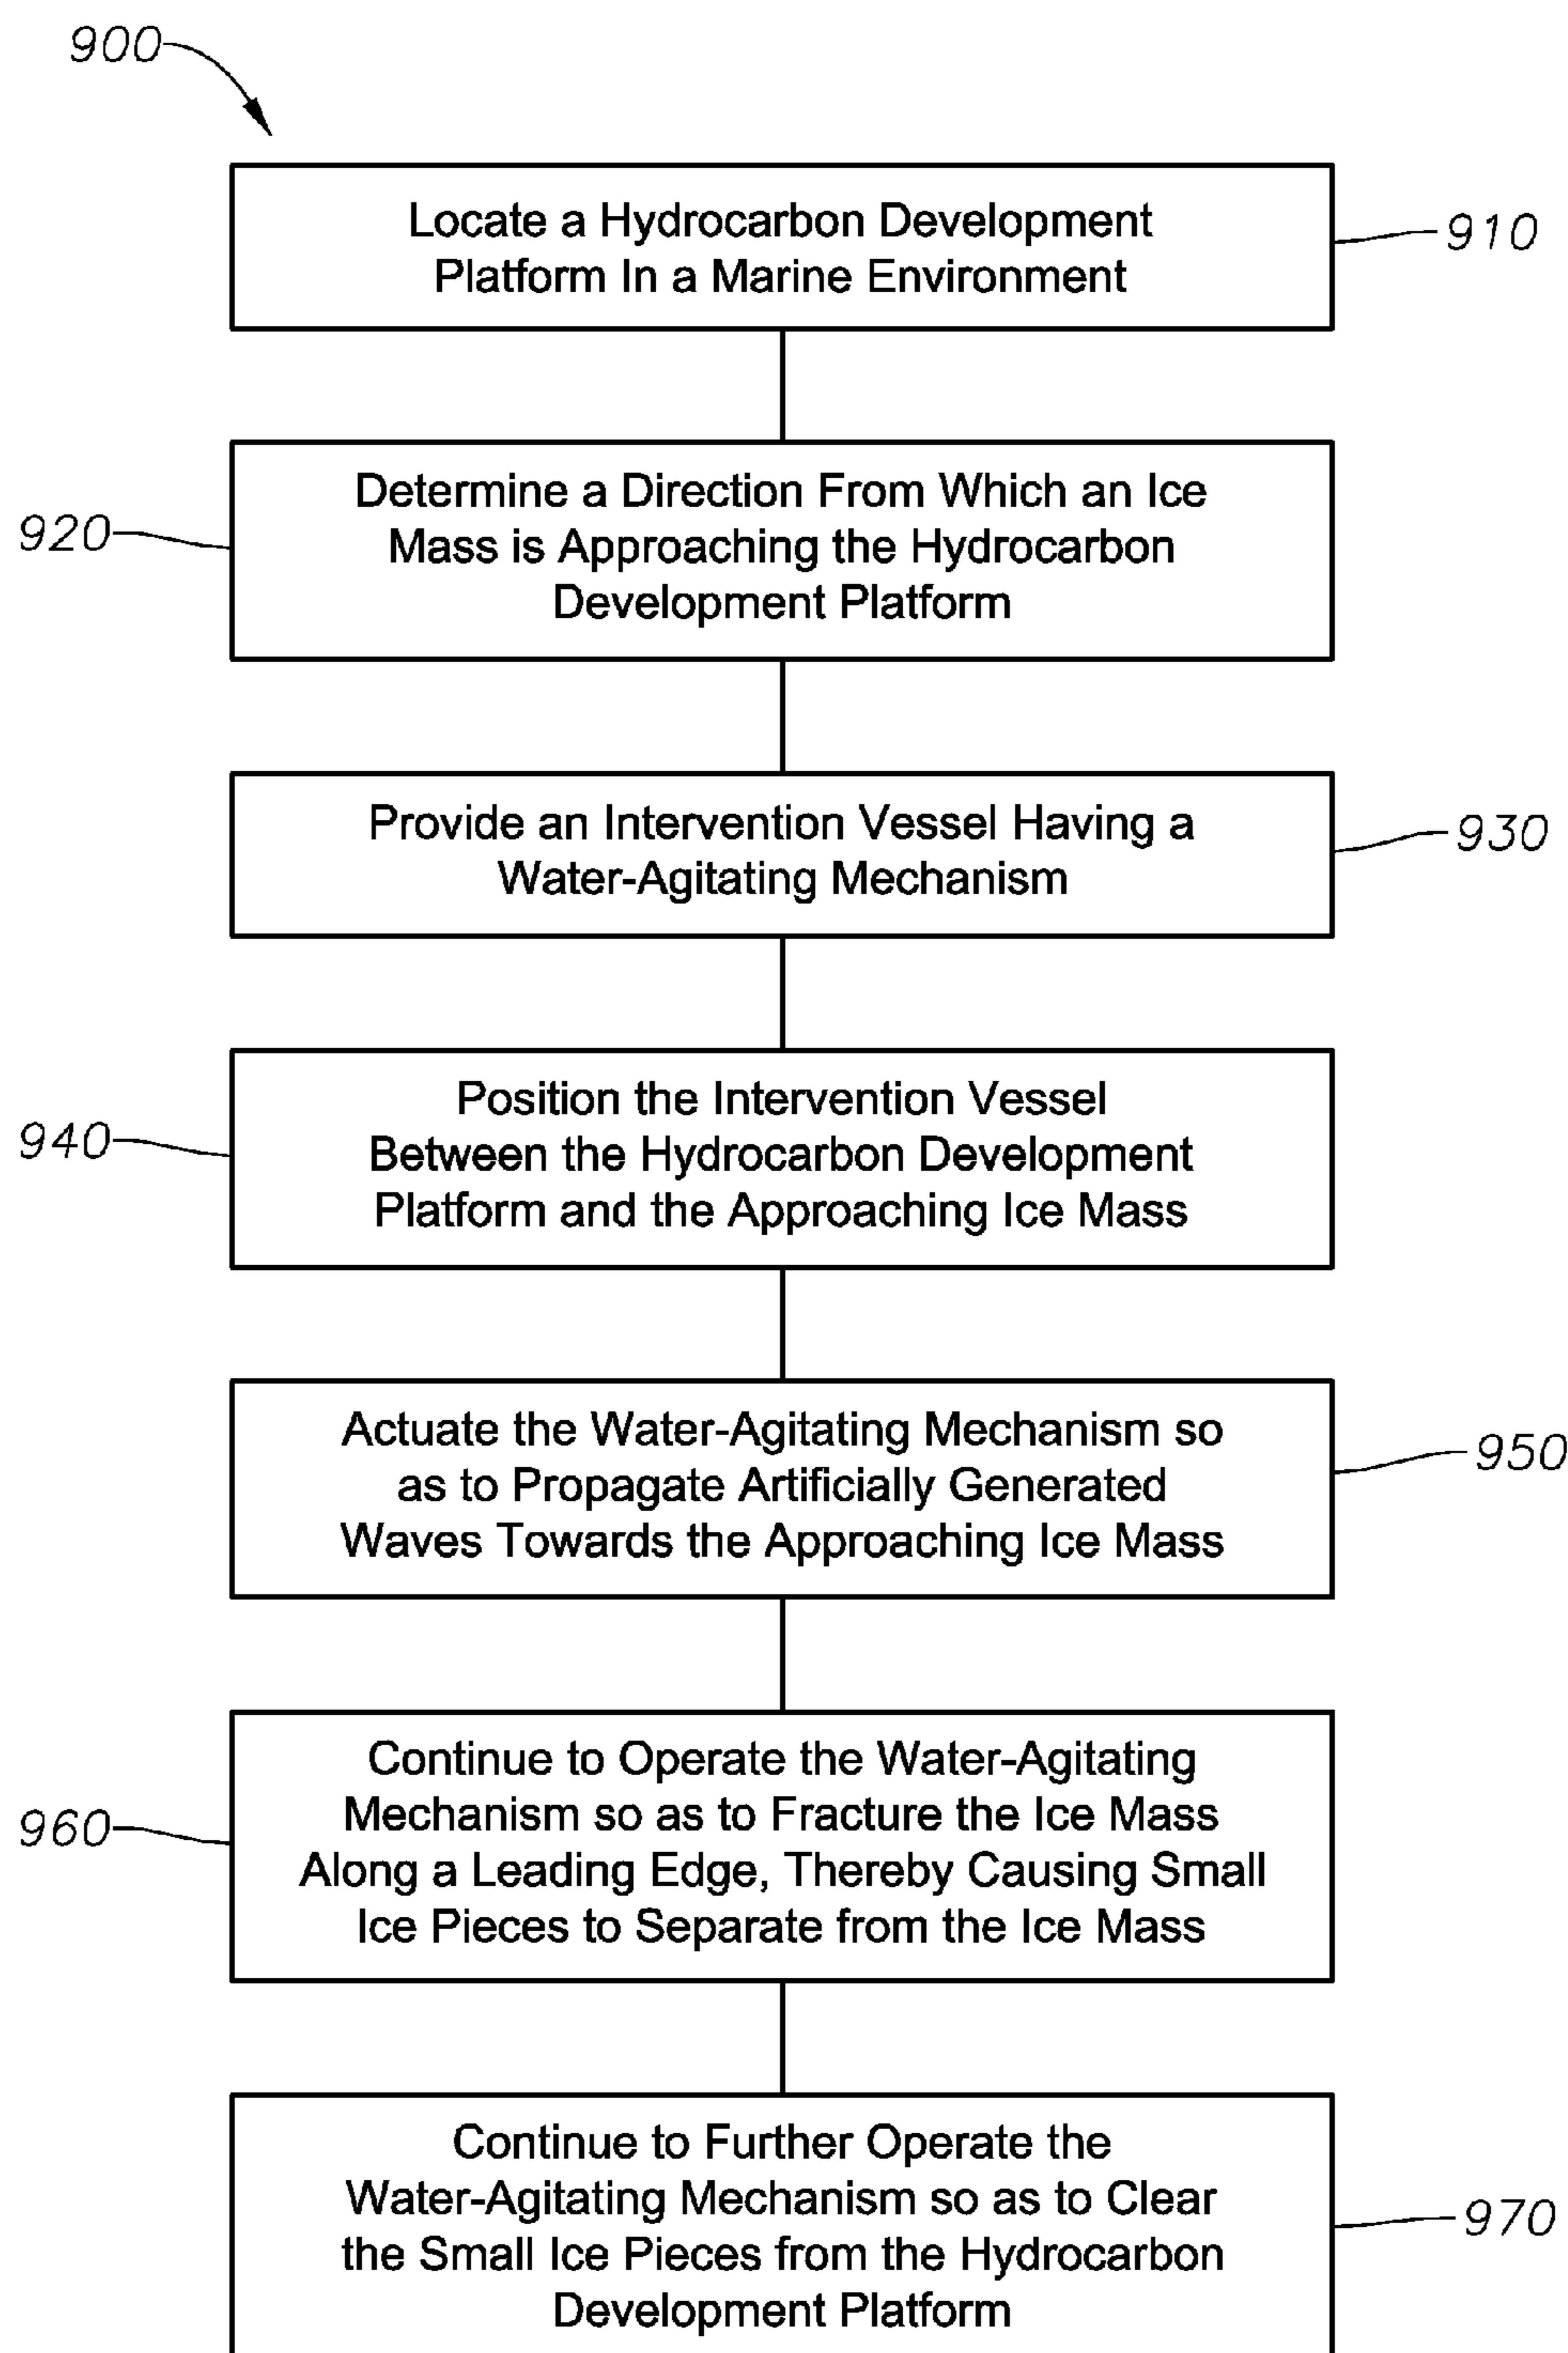 900
Locate a Hydrocarbon Development
Platform In a Marine Environment
910
Determine a Direction From Which an Ice
Mass is Approaching the Hydrocarbon
Development Platform
920
Provide an Intervention Vessel Having a
Water-Agitating Mechanism
930
Position the Intervention Vessel
Between the Hydrocarbon Development
Platform and the Approaching Ice Mass
940
Actuate the Water-Agitating Mechanism so
as to Propagate Artificially Generated
Waves Towards the Approaching Ice Mass
950
Continue to Operate the Water-Agitating
Mechanism so as to Fracture the Ice Mass
Along a Leading Edge, Thereby Causing Small
Ice Pieces to Separate from the Ice Mass
960
Continue to Further Operate the
Water-Agitating Mechanism so as to Clear
the Small Ice Pieces from the Hydrocarbon
Development Platform
970